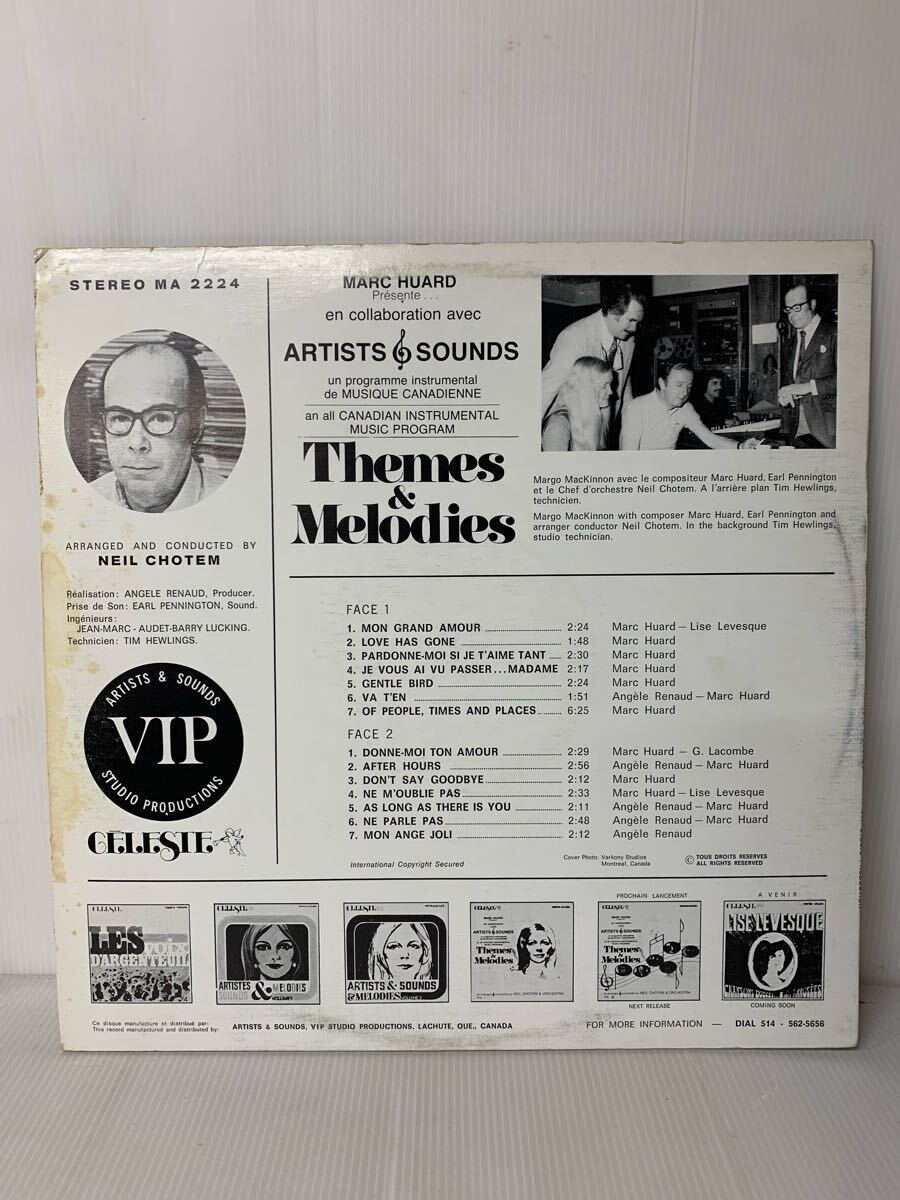 STEREO MA 2224
ARRANGED AND CONDUCTED BY
NEIL CHOTEM
Réalisation: ANGELE RENAUD, Producer.
Prise de Son: EARL PENNINGTON, Sound.
Ingénieurs:
JEAN-MARC - AUDET-BARRY LUCKING.
Technicien: TIM HEWLINGS.
ARTISTS & SOUNDS
VIP
STUDIO PRODUCTIONS
CÉLESTE
MARC HUARD
Présente...
en collaboration avec
ARTISTS & SOUNDS
un programme instrumental
de MUSIQUE CANADIENNE
an all CANADIAN INSTRUMENTAL
MUSIC PROGRAM
Themes
&
Melodies
Margo MacKinnon avec le compositeur Marc Huard, Earl Pennington
et le Chef d'orchestre Neil Chotem. A l'arrière plan Tim Hewlings,
technicien.
Margo MacKinnon with composer Marc Huard, Earl Pennington and
arranger conductor Neil Chotem. In the background Tim Hewlings,
studio technician.
FACE 1
1. MON GRAND AMOUR 2:24 Marc Huard – Lise Levesque
2. LOVE HAS GONE 1:48 Marc Huard
3. PARDONNE-MOI SI JE T'AIME TANT 2:30 Marc Huard
4. JE VOUS AI VU PASSER...MADAME 2:17 Marc Huard
5. GENTLE BIRD 2:24 Marc Huard
6. VA T'EN 1:51 Angèle Renaud – Marc Huard
7. OF PEOPLE, TIMES AND PLACES 6:25 Marc Huard
FACE 2
1. DONNE-MOI TON AMOUR 2:29 Marc Huard – G. Lacombe
2. AFTER HOURS 2:56 Angèle Renaud – Marc Huard
3. DON'T SAY GOODBYE 2:12 Marc Huard
4. NE M'OUBLIE PAS 2:33 Marc Huard – Lise Levesque
5. AS LONG AS THERE IS YOU 2:11 Angèle Renaud – Marc Huard
6. NE PARLE PAS 2:48 Angèle Renaud – Marc Huard
7. MON ANGE JOLI 2:12 Angèle Renaud
International Copyright Secured
Cover Photo: Varkony Studios
Montreal, Canada
© TOUS DROITS RESERVES
ALL RIGHTS RESERVED
LES
VOIX
D'ARGENTEUIL
ARTISTES
SOUNDS & MELODIES
VOLUME 1
ARTISTS & SOUNDS
& MELODIES
Themes
&
Melodies
PROCHAIN LANCEMENT
Themes
&
Melodies
NEXT RELEASE
A VENIR
LISE LEVESQUE
COMING SOON
Ce disque manufacturé et distribué par:
This record manufactured and distributed by:
ARTISTS & SOUNDS, VIP STUDIO PRODUCTIONS, LACHUTE, QUE., CANADA
FOR MORE INFORMATION — DIAL 514 - 562-5656